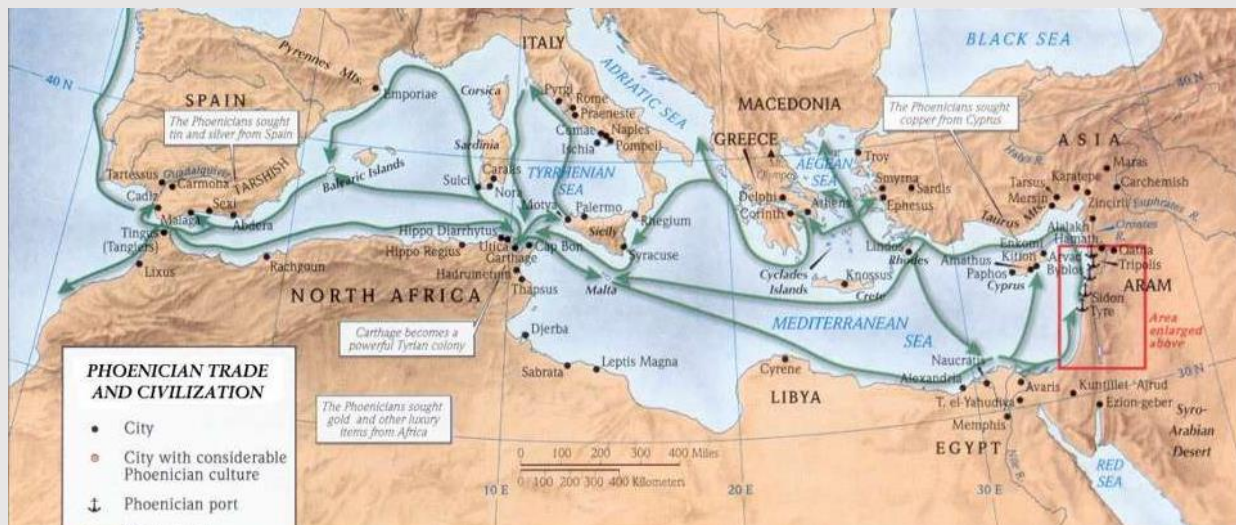 BLACK SEA
ITALY
ADRIATIC SEA
40 N
40 N
Pyrennes Mts.
Emporiae
Corsica
Pyrgi
Rome
Praeneste
Cumae
Naples
Ischia
Pompeii
MACEDONIA
SPAIN
The Phoenicians sought
tin and silver from Spain
The Phoenicians sought
copper from Cyprus
GREECE
AEGEAN
SEA
Troy
ASIA
Halys R.
Maras
Sardinia
Caralis
Sulci
Nora
TYRRHENIAN
SEA
Tartessus
Guadalquivir
Carmona
Cadiz
TARSHISH
Balearic Islands
Olympus
Smyrna
Sardis
Ephesus
Delphi
Athens
Corinth
Tarsus
Karatepe
Carchemish
Mersin
Zincirli
Euphrates R.
Taurus Mts.
Sexi
Malaga
Abdera
Motya
Palermo
Rhegium
Sicily
Tingus
(Tangiers)
Hippo Diarrhytus
Utica
Cap Bon
Carthage
Hippo Regius
Syracuse
Alalakh
Orontes
R.
Hamath
Enkomi
Kition
Arvad
Qatna
Lindos
Rhodes
Amathus
Paphos
Cyprus
Byblos
Tripolis
Lixus
Rachgoun
Hadrumetum
Thapsus
Malta
Cyclades
Islands
Knossus
Crete
Sidon
Tyre
ARAM
NORTH AFRICA
Carthage becomes a
powerful Tyrian colony
MEDITERRANEAN
SEA
Area
enlarged
above
Djerba
Sabrata
Leptis Magna
Cyrene
Naucratis
30 N
Alexandria
Avaris
Kuntillet 'Ajrud
T. el-Yahudiya
Ezion-geber
Memphis
LIBYA
EGYPT
Nile R.
Syro-
Arabian
Desert
RED
SEA
The Phoenicians sought
gold and other luxury
items from Africa
0 100 200 300 400 Miles
0 100 200 300 400 Kilometers
10 E
20 E
30 E
PHOENICIAN TRADE
AND CIVILIZATION
City
City with considerable
Phoenician culture
Phoenician port